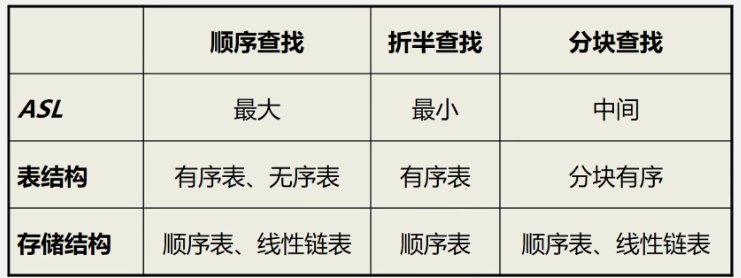 顺序查找 折半查找 分块查找
ASL 最大 最小 中间
表结构 有序表、无序表 有序表 分块有序
存储结构 顺序表、线性链表 顺序表 顺序表、线性链表